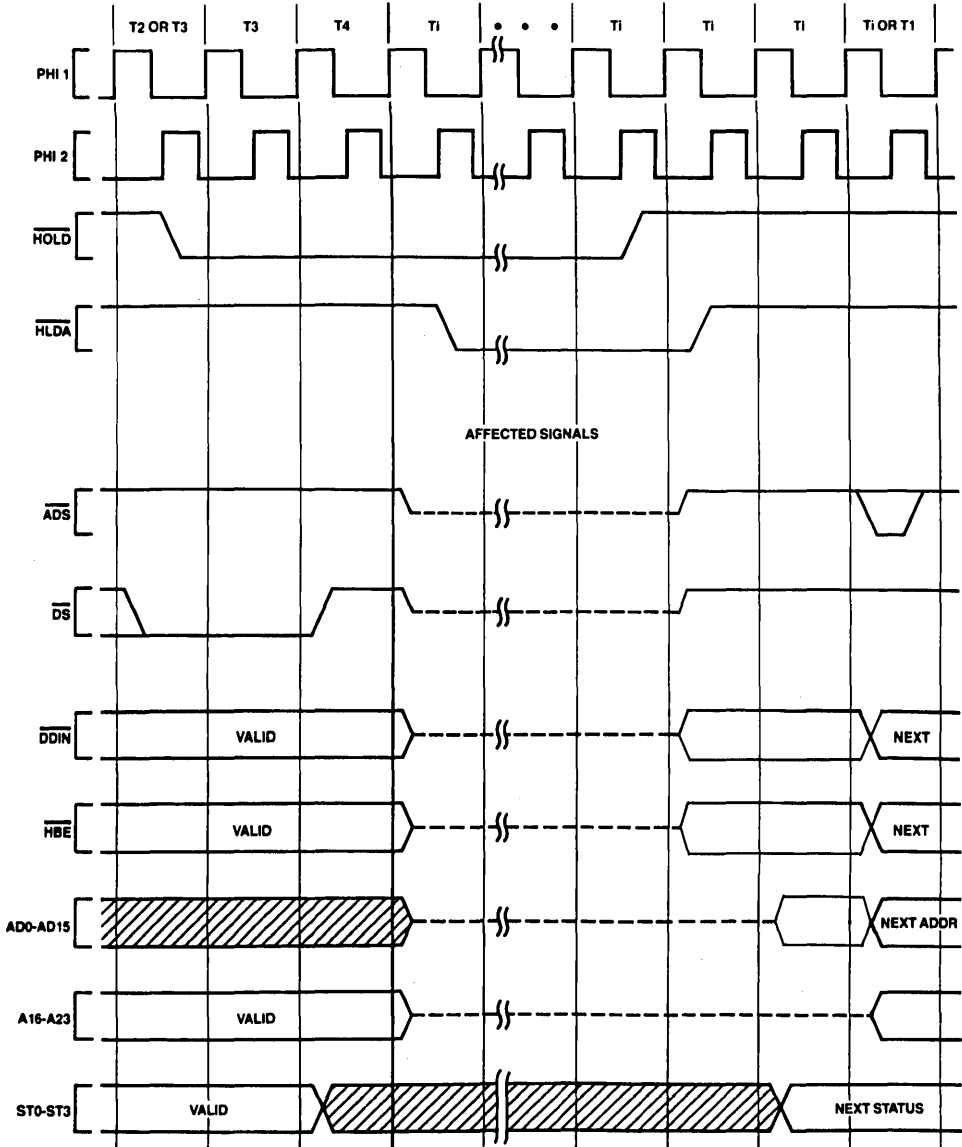 T2 OR T3 T3 T4 Ti • • • Ti Ti Ti Ti OR T1
PHI 1
PHI 2
HOLD
HLDA
AFFECTED SIGNALS
ADS
DS
DDIN VALID NEXT
HBE VALID NEXT
AD0-AD15 NEXT ADDR
A16-A23 VALID
ST0-ST3 VALID NEXT STATUS